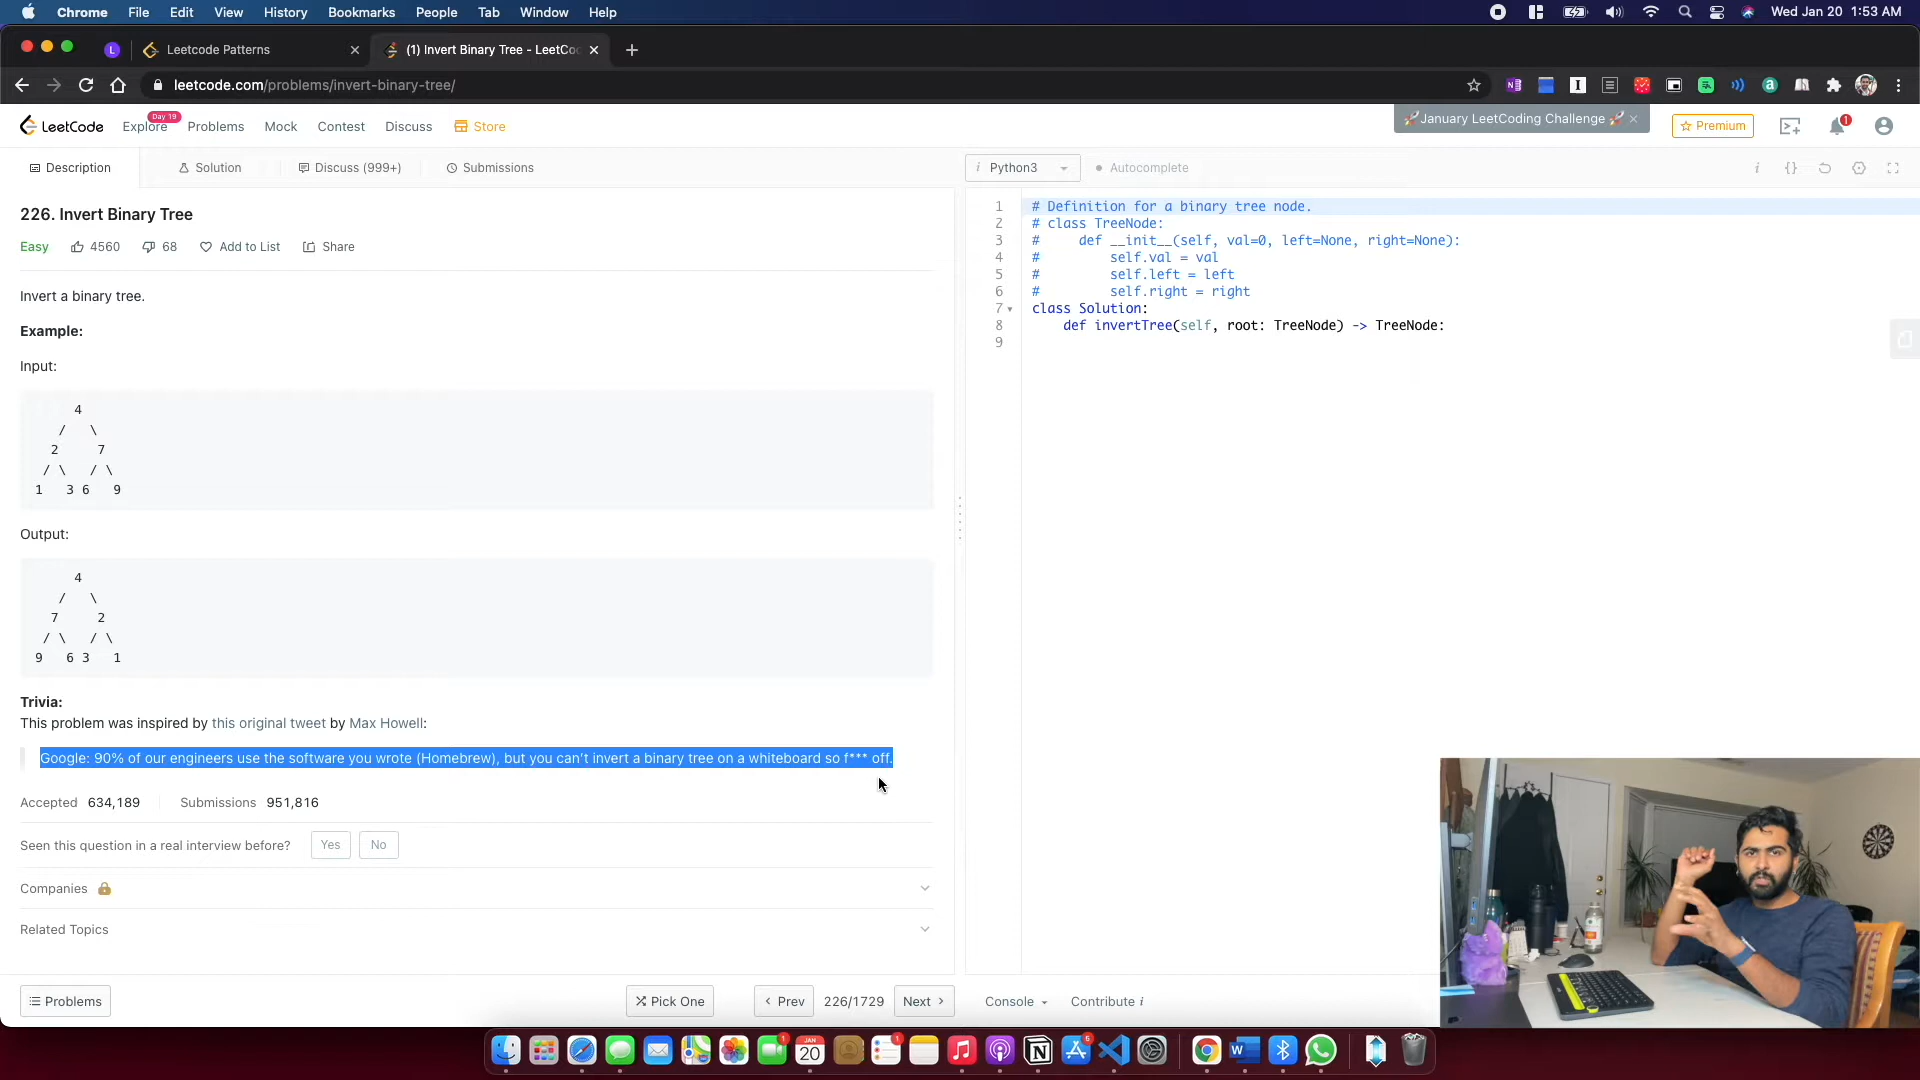 Chrome File Edit View History Bookmarks People Tab Window Help Wed Jan 20 1:53 AM
L Leetcode Patterns (1) Invert Binary Tree - LeetCo
leetcode.com/problems/invert-binary-tree/
LeetCode Explore Day 19 Problems Mock Contest Discuss Store 🚀January LeetCoding Challenge 🚀 Premium 1
Description Solution Discuss (999+) Submissions i Python3 Autocomplete
226. Invert Binary Tree
Easy 4560 68 Add to List Share
Invert a binary tree.
Example:
Input:
4
/ \
2 7
/ \ / \
1 3 6 9
Output:
4
/ \
7 2
/ \ / \
9 6 3 1
Trivia:
This problem was inspired by this original tweet by Max Howell:
Google: 90% of our engineers use the software you wrote (Homebrew), but you can't invert a binary tree on a whiteboard so f*** off.
Accepted 634,189 Submissions 951,816
Seen this question in a real interview before? Yes No
Companies
Related Topics
1 # Definition for a binary tree node.
2 # class TreeNode:
3 # def __init__(self, val=0, left=None, right=None):
4 # self.val = val
5 # self.left = left
6 # self.right = right
7 class Solution:
8 def invertTree(self, root: TreeNode) -> TreeNode:
9
Problems Pick One < Prev 226/1729 Next > Console Contribute i
JAN
20